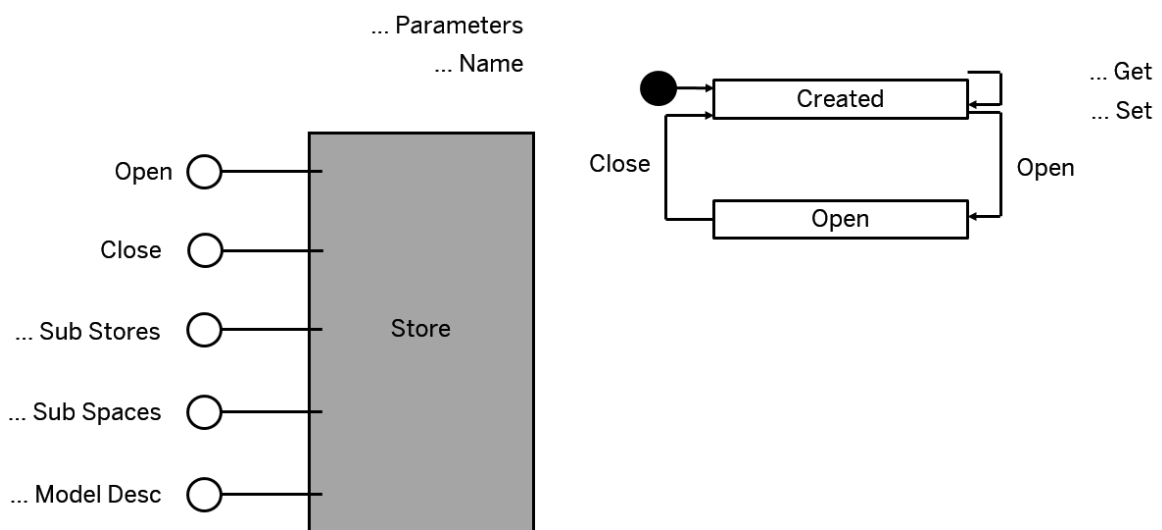 ... Parameters
... Name
Open
Close
... Sub Stores
... Sub Spaces
... Model Desc
Store
Created
... Get
... Set
Close
Open
Open